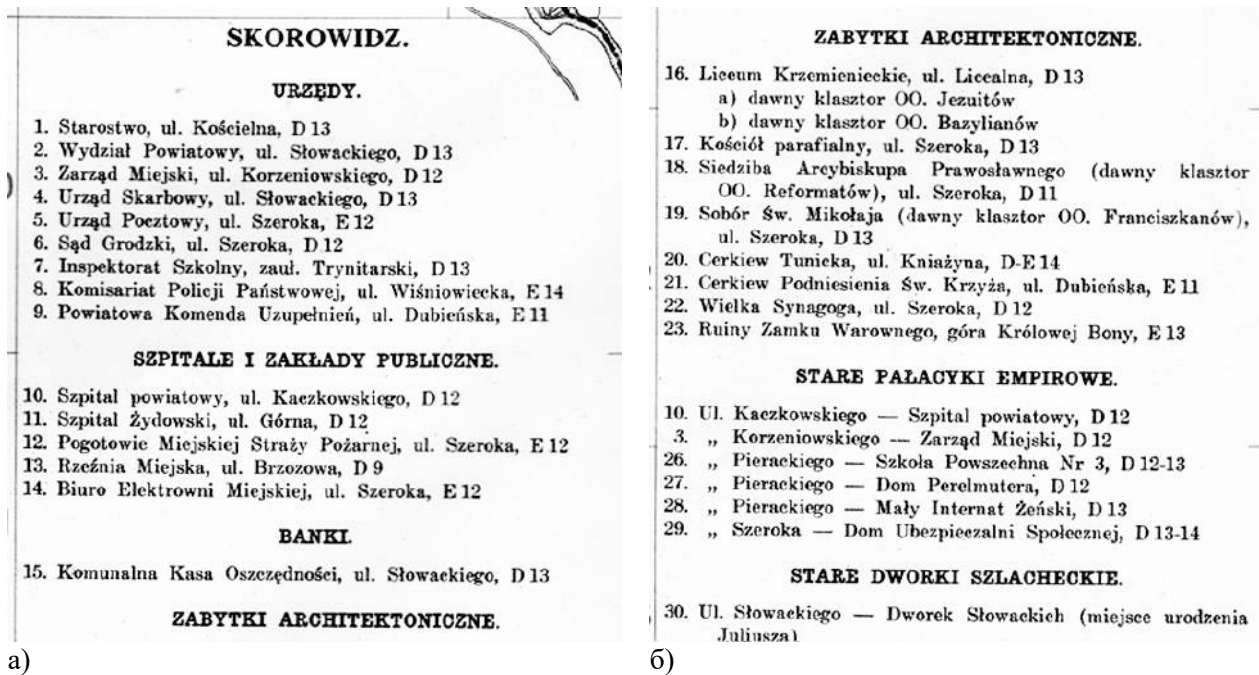 SKOROWIDZ.
URZĘDY.
1. Starostwo, ul. Kościelna, D 13
2. Wydział Powiatowy, ul. Słowackiego, D 13
3. Zarząd Miejski, ul. Korzeniowskiego, D 12
4. Urząd Skarbowy, ul. Słowackiego, D 13
5. Urząd Pocztowy, ul. Szeroka, E 12
6. Sąd Grodzki, ul. Szeroka, D 12
7. Inspektorat Szkolny, zauł. Trynitarski, D 13
8. Komisariat Policji Państwowej, ul. Wiśniowiecka, E 14
9. Powiatowa Komenda Uzupełnień, ul. Dubieńska, E 11
SZPITALE I ZAKŁADY PUBLICZNE.
10. Szpital powiatowy, ul. Kaczkowskiego, D 12
11. Szpital Żydowski, ul. Górna, D 12
12. Pogotowie Miejskiej Straży Pożarnej, ul. Szeroka, E 12
13. Rzeźnia Miejska, ul. Brzozowa, D 9
14. Biuro Elektrowni Miejskiej, ul. Szeroka, E 12
BANKI.
15. Komunalna Kasa Oszczędności, ul. Słowackiego, D 13
ZABYTKI ARCHITEKTONICZNE.
а)
ZABYTKI ARCHITEKTONICZNE.
16. Liceum Krzemienieckie, ul. Licealna, D 13
a) dawny klasztor OO. Jezuitów
b) dawny klasztor OO. Bazylianów
17. Kościół parafialny, ul. Szeroka, D 13
18. Siedziba Arcybiskupa Prawosławnego (dawny klasztor
OO. Reformatów), ul. Szeroka, D 11
19. Sobór Św. Mikołaja (dawny klasztor OO. Franciszkanów),
ul. Szeroka, D 13
20. Cerkiew Tunicka, ul. Kniażyna, D-E 14
21. Cerkiew Podniesienia Św. Krzyża, ul. Dubieńska, E 11
22. Wielka Synagoga, ul. Szeroka, D 12
23. Ruiny Zamku Warownego, góra Królowej Bony, E 13
STARE PAŁACYKI EMPIROWE.
10. Ul. Kaczkowskiego — Szpital powiatowy, D 12
3. „ Korzeniowskiego — Zarząd Miejski, D 12
26. „ Pierackiego — Szkoła Powszechna Nr 3, D 12-13
27. „ Pierackiego — Dom Perelmutera, D 12
28. „ Pierackiego — Mały Internat Żeński, D 13
29. „ Szeroka — Dom Ubezpieczalni Społecznej, D 13-14
STARE DWORKI SZLACHECKIE.
30. Ul. Słowackiego — Dworek Słowackich (miejsce urodzenia
Juliusza)
б)